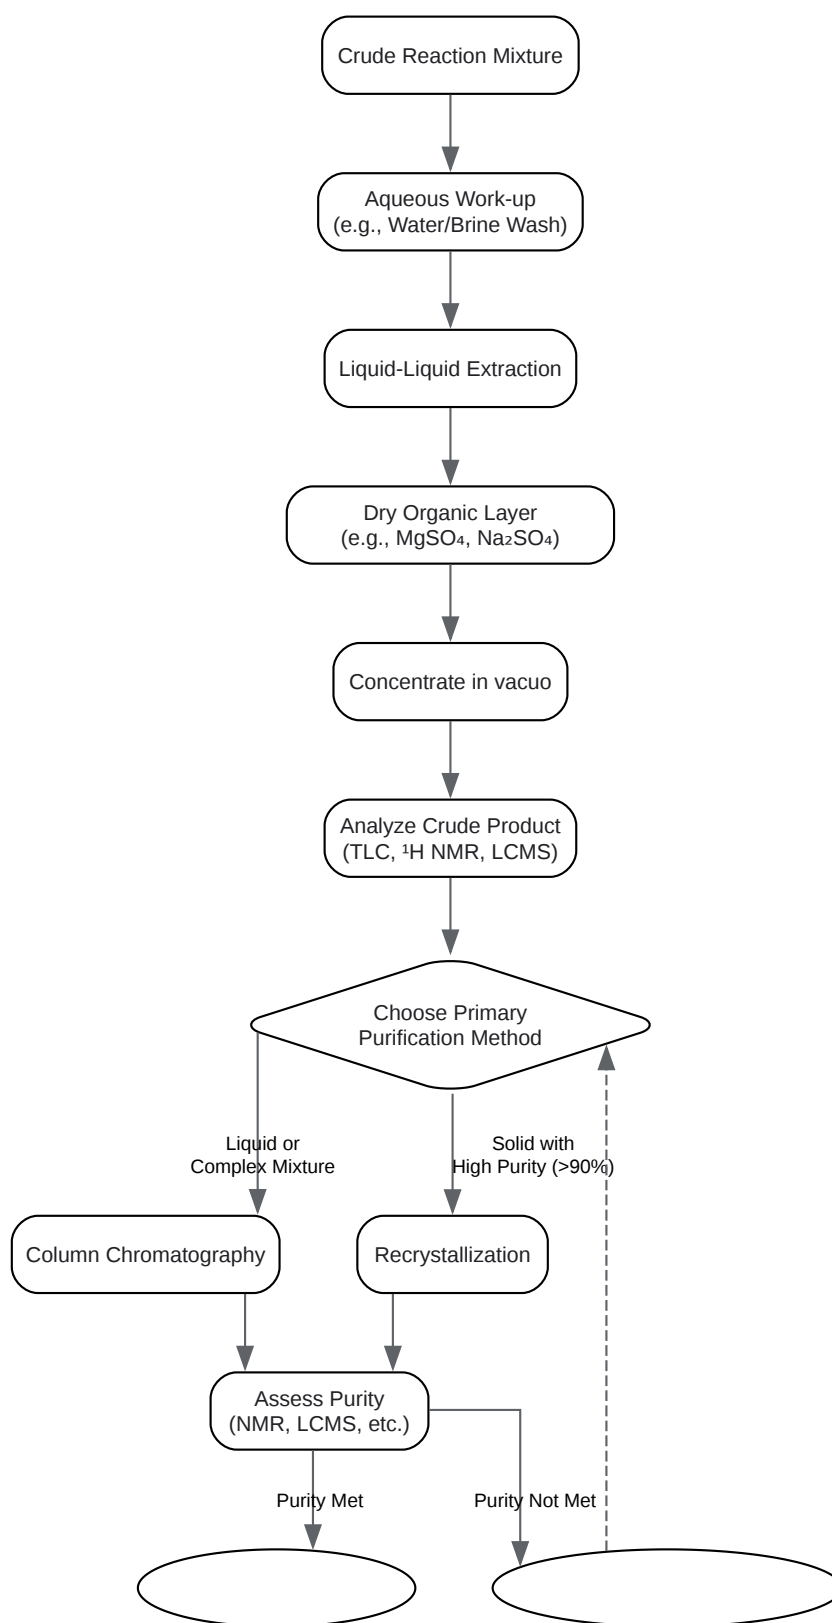 Crude Reaction Mixture
Aqueous Work-up
(e.g., Water/Brine Wash)
Liquid-Liquid Extraction
Dry Organic Layer
(e.g., MgSO₄, Na₂SO₄)
Concentrate in vacuo
Analyze Crude Product
(TLC, ¹H NMR, LCMS)
Choose Primary
Purification Method
Liquid or
Complex Mixture
Solid with
High Purity (>90%)
Column Chromatography
Recrystallization
Assess Purity
(NMR, LCMS, etc.)
Purity Met
Purity Not Met